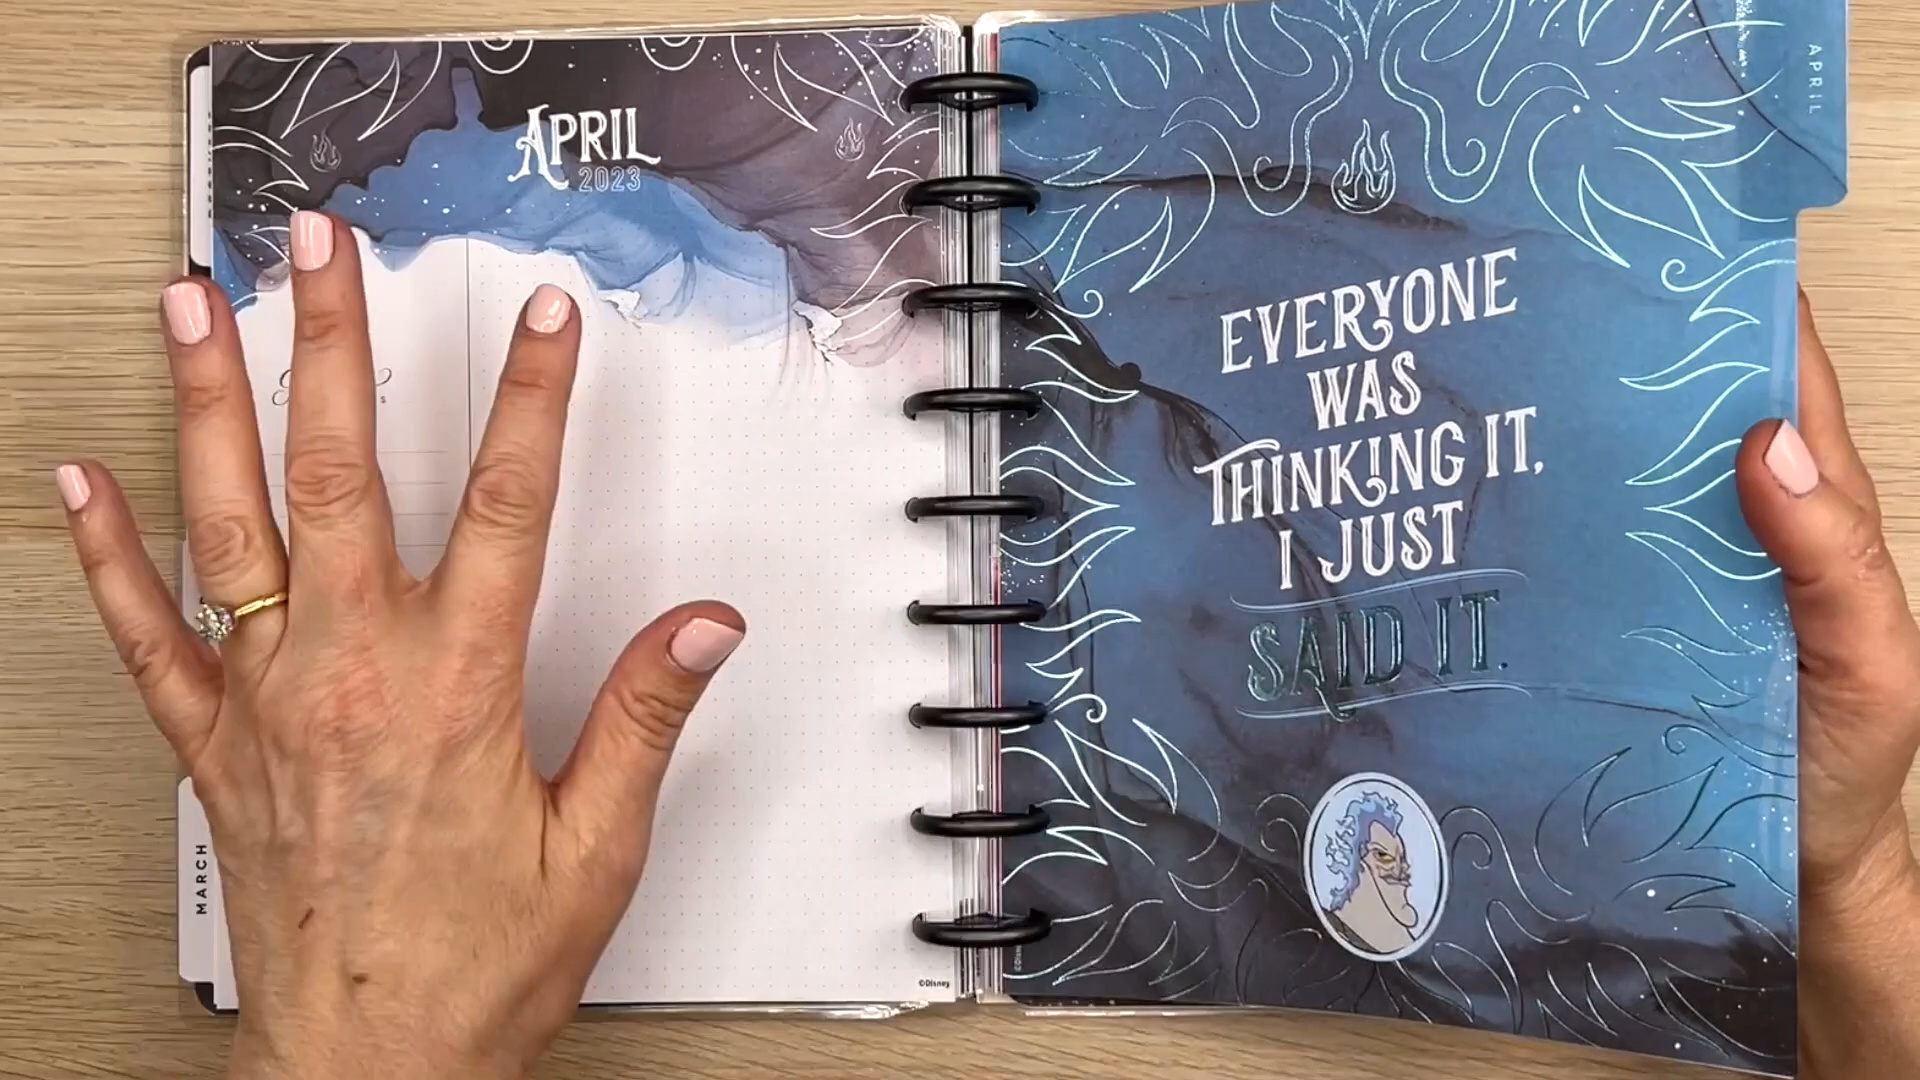 APRIL
2023
MARCH
©Disney
APRIL
EVERYONE
WAS
THINKING IT,
I JUST
SAID IT.